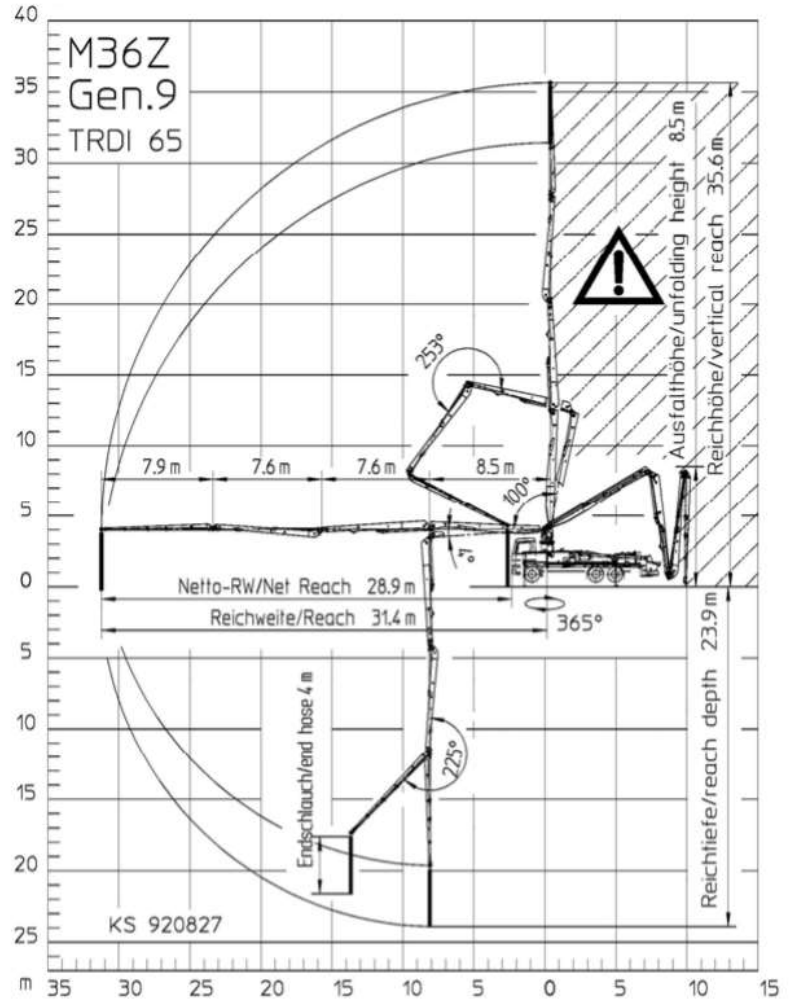 M36Z
Gen.9
TRDI 65
40
35
30
25
20
15
10
5
0
5
10
15
20
25
m
35
30
25
20
15
10
5
0
5
10
15
253°
100°
4°
7.9 m
7.6 m
7.6 m
8.5 m
Netto-RW/Net Reach 28.9 m
Reichweite/Reach 31.4 m
365°
225°
Endschlauch/end hose 4 m
Ausfalthöhe/unfolding height 8.5 m
Reichhöhe/vertical reach 35.6 m
Reichtiefe/reach depth 23.9 m
KS 920827